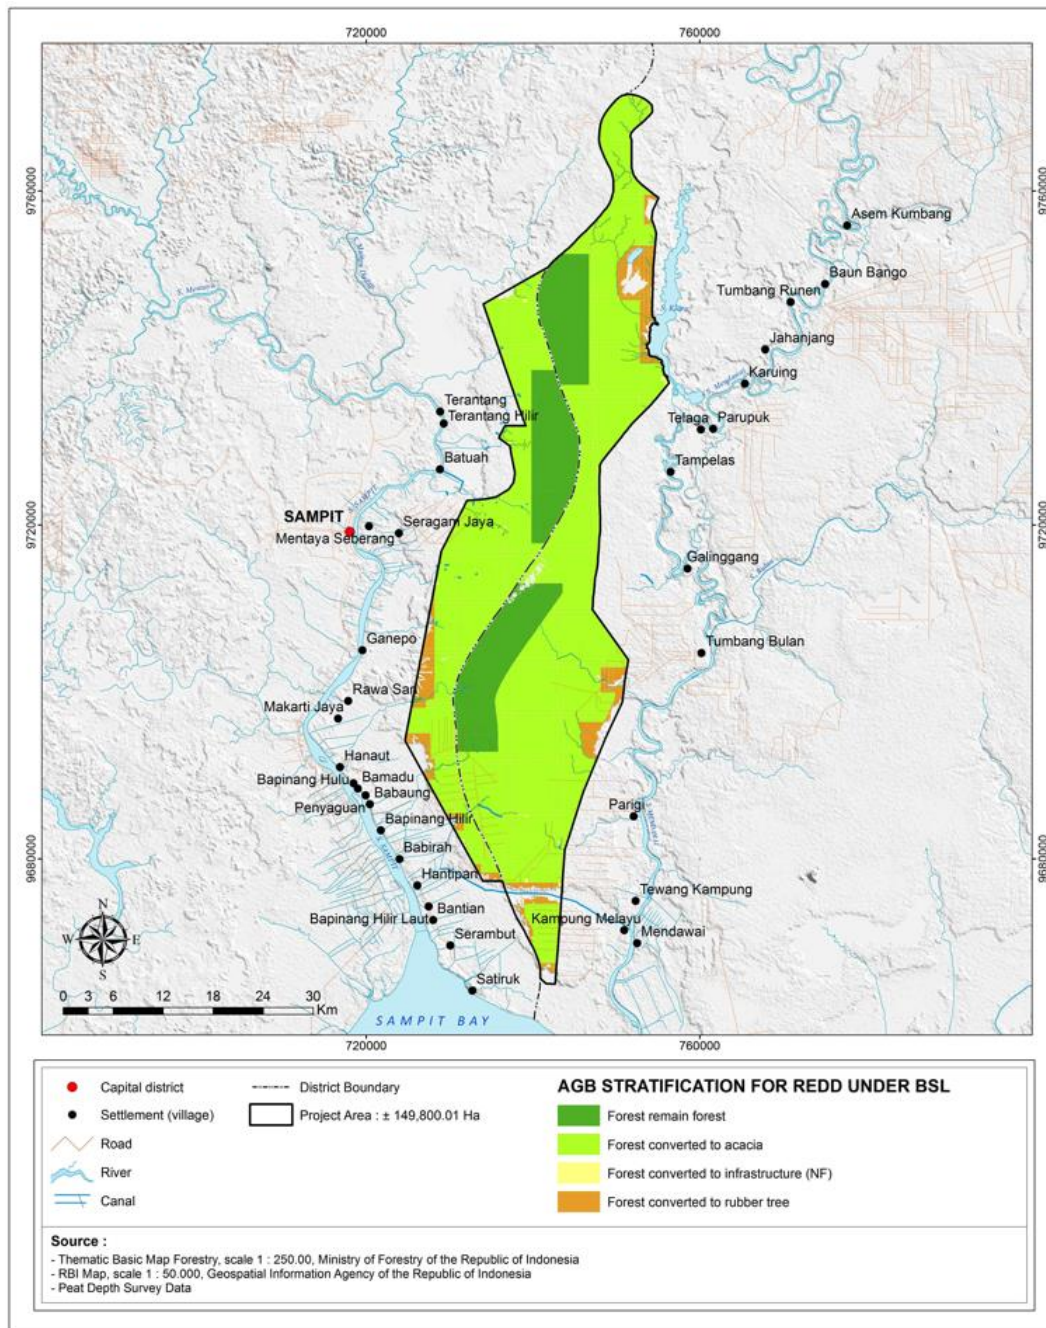 720000
760000
9760000
9760000
Asem Kumbang
Baun Bango
Tumbang Runen
S. Mentaya
Jahanjang
Karuing
Terantang
Terantang Hilir
Telaga
Parupuk
Batuah
Tampelas
S. SAMPIT
SAMPIT
Seragam Jaya
Mentaya Seberang
9720000
9720000
Galinggang
Ganepo
Tumbang Bulan
Rawa Sari
Makarti Jaya
Hanaut
Bapinang Hulu
Bamadu
Babaung
Penyaguan
Parigi
Bapinang Hilir
S. SAMPIT
Babirah
9680000
9680000
Hantipan
Tewang Kampung
Bantian
Bapinang Hilir Laut
Kampung Melayu
Serambut
Mendawai
N
W
E
S
Satiruk
0 3 6 12 18 24 30
Km
SAMPIT BAY
720000
760000
Capital district
Settlement (village)
Road
River
Canal
District Boundary
Project Area : ± 149,800.01 Ha
AGB STRATIFICATION FOR REDD UNDER BSL
Forest remain forest
Forest converted to acacia
Forest converted to infrastructure (NF)
Forest converted to rubber tree
Source :
- Thematic Basic Map Forestry, scale 1 : 250.00, Ministry of Forestry of the Republic of Indonesia
- RBI Map, scale 1 : 50.000, Geospatial Information Agency of the Republic of Indonesia
- Peat Depth Survey Data